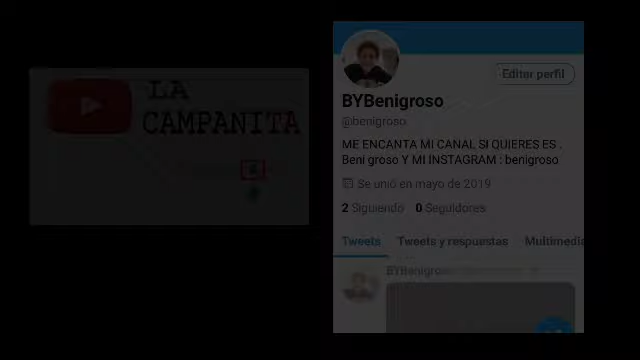 LA
CAMPANITA
Editar perfil
BYBenigroso
@benigroso
ME ENCANTA MI CANAL SI QUIERES ES .
Beni groso Y MI INSTAGRAM : benigroso
Se unió en mayo de 2019
2 Siguiendo 0 Seguidores
Tweets Tweets y respuestas Multimedi
BYBenigroso